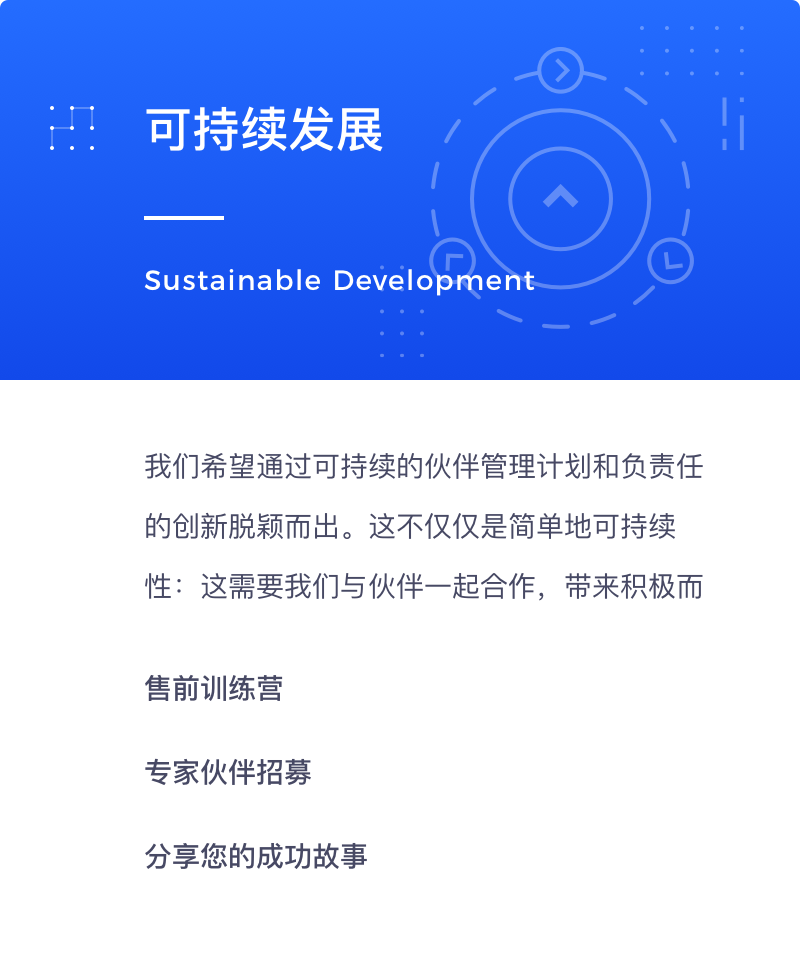 可持续发展
Sustainable Development
我们希望通过可持续的伙伴管理计划和负责任
的创新脱颖而出。这不仅仅是简单地可持续
性：这需要我们与伙伴一起合作，带来积极而
售前训练营
专家伙伴招募
分享您的成功故事